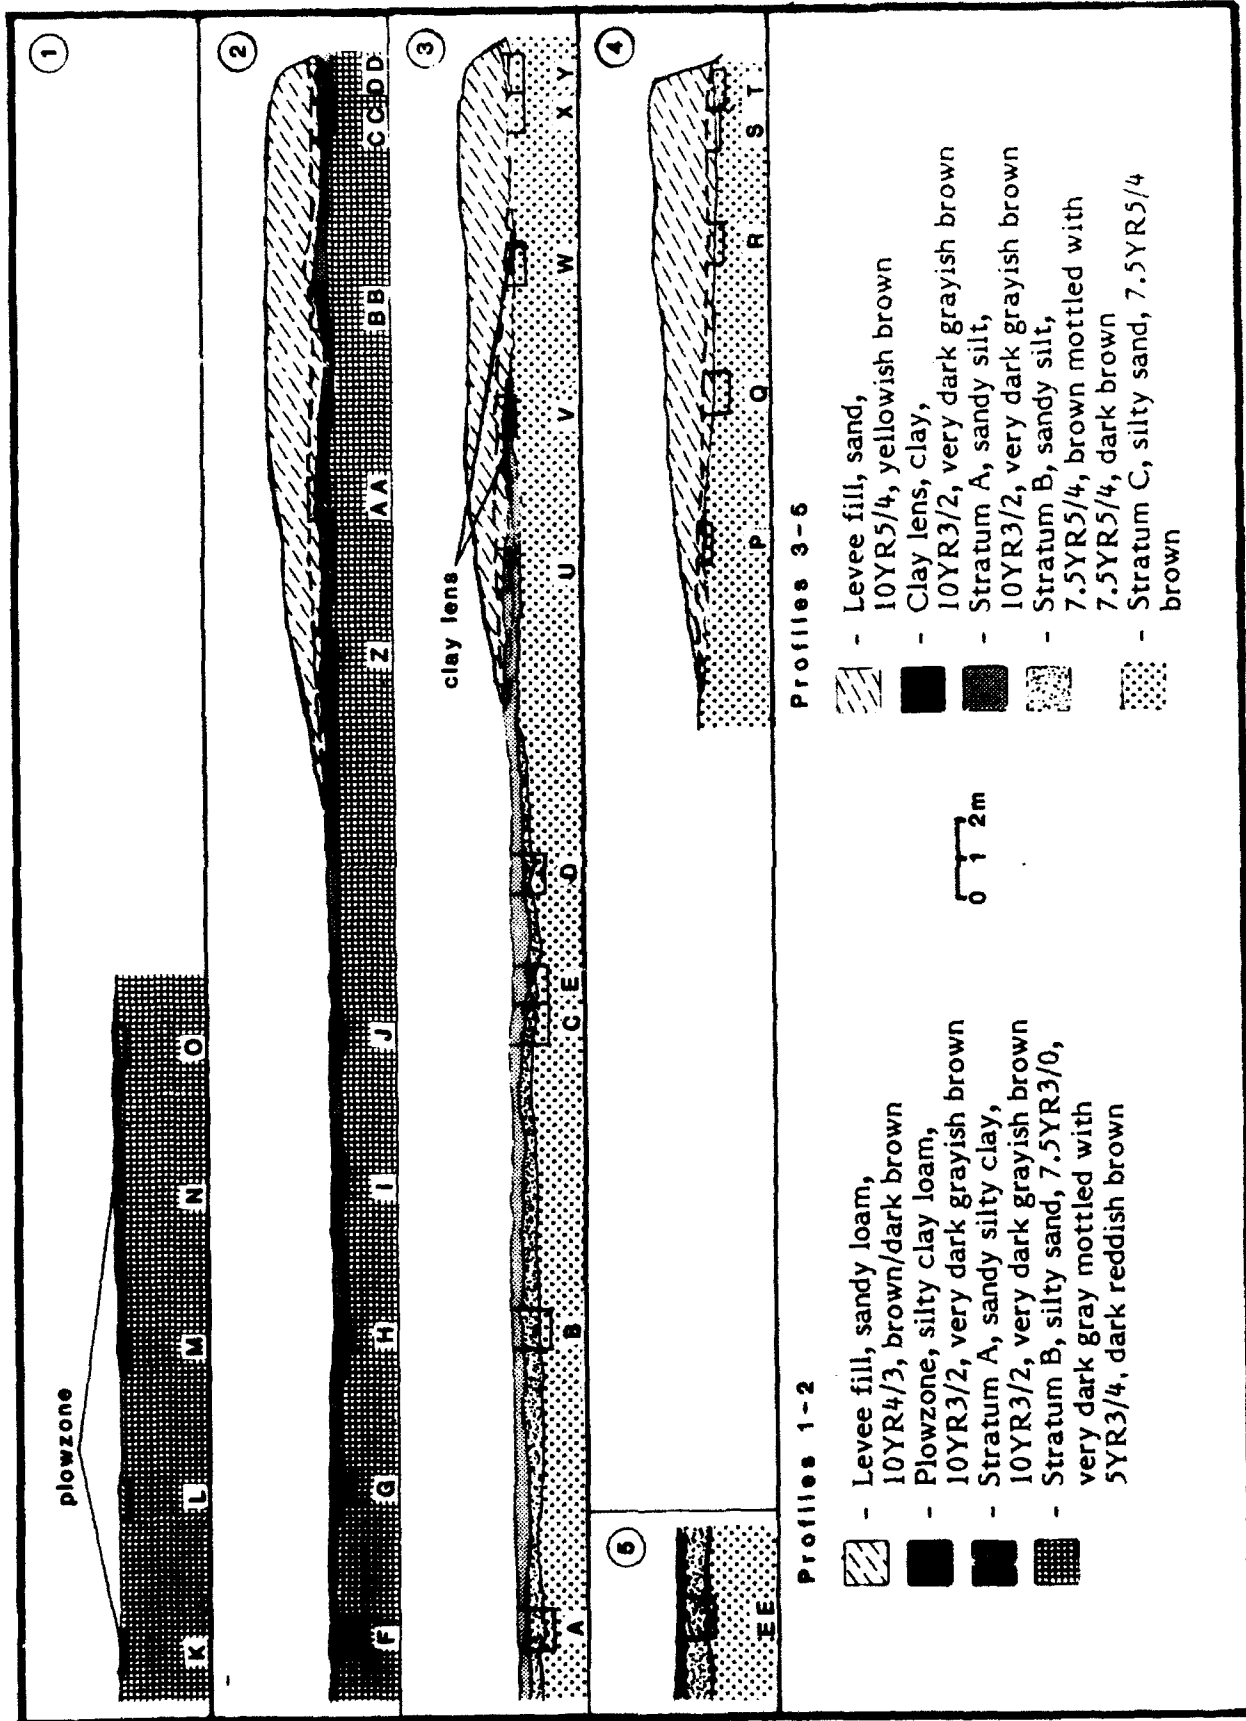 1
plowzone
K L M N O
2
F G H I J Z AA BB CC DD
3
clay lens
A B C E D U V W X Y
5
EE
4
P Q R S T
Profiles 1-2
- Levee fill, sandy loam,
10YR4/3, brown/dark brown
- Plowzone, silty clay loam,
10YR3/2, very dark grayish brown
- Stratum A, sandy silty clay,
10YR3/2, very dark grayish brown
- Stratum B, silty sand, 7.5YR3/0,
very dark gray mottled with
5YR3/4, dark reddish brown
0 1 2m
Profiles 3-5
- Levee fill, sand,
10YR5/4, yellowish brown
- Clay lens, clay,
10YR3/2, very dark grayish brown
- Stratum A, sandy silt,
10YR3/2, very dark grayish brown
- Stratum B, sandy silt,
7.5YR5/4, brown mottled with
7.5YR5/4, dark brown
- Stratum C, silty sand, 7.5YR5/4
brown